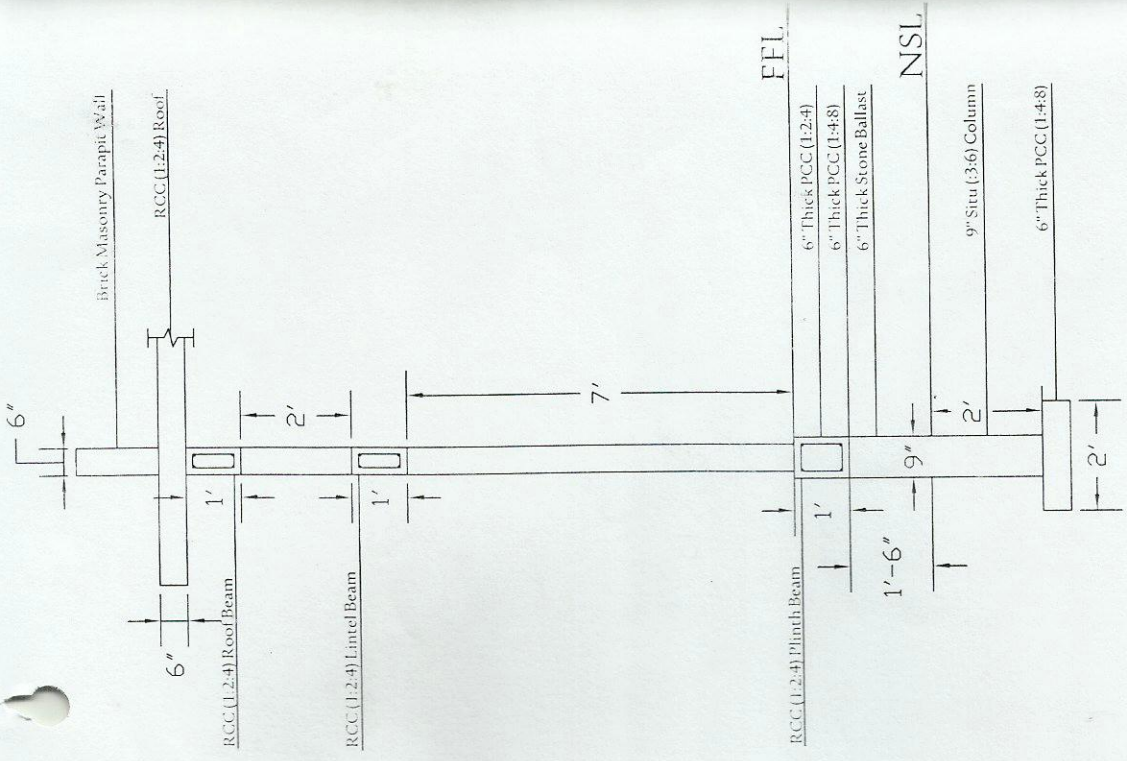 6"
Brick Masonry Parapit Wall
RCC (1:2:4) Roof
6"
1'
RCC (1:2:4) Roof Beam
2'
1'
RCC (1:2:4) Lintel Beam
7'
FFL
RCC (1:2:4) Plinth Beam
1'
6" Thick PCC (1:2:4)
6" Thick PCC (1:4:8)
6" Thick Stone Ballast
1'-6"
9"
NSL
2'
9" Situ (:3:6) Column
6" Thick PCC (1:4:8)
2'